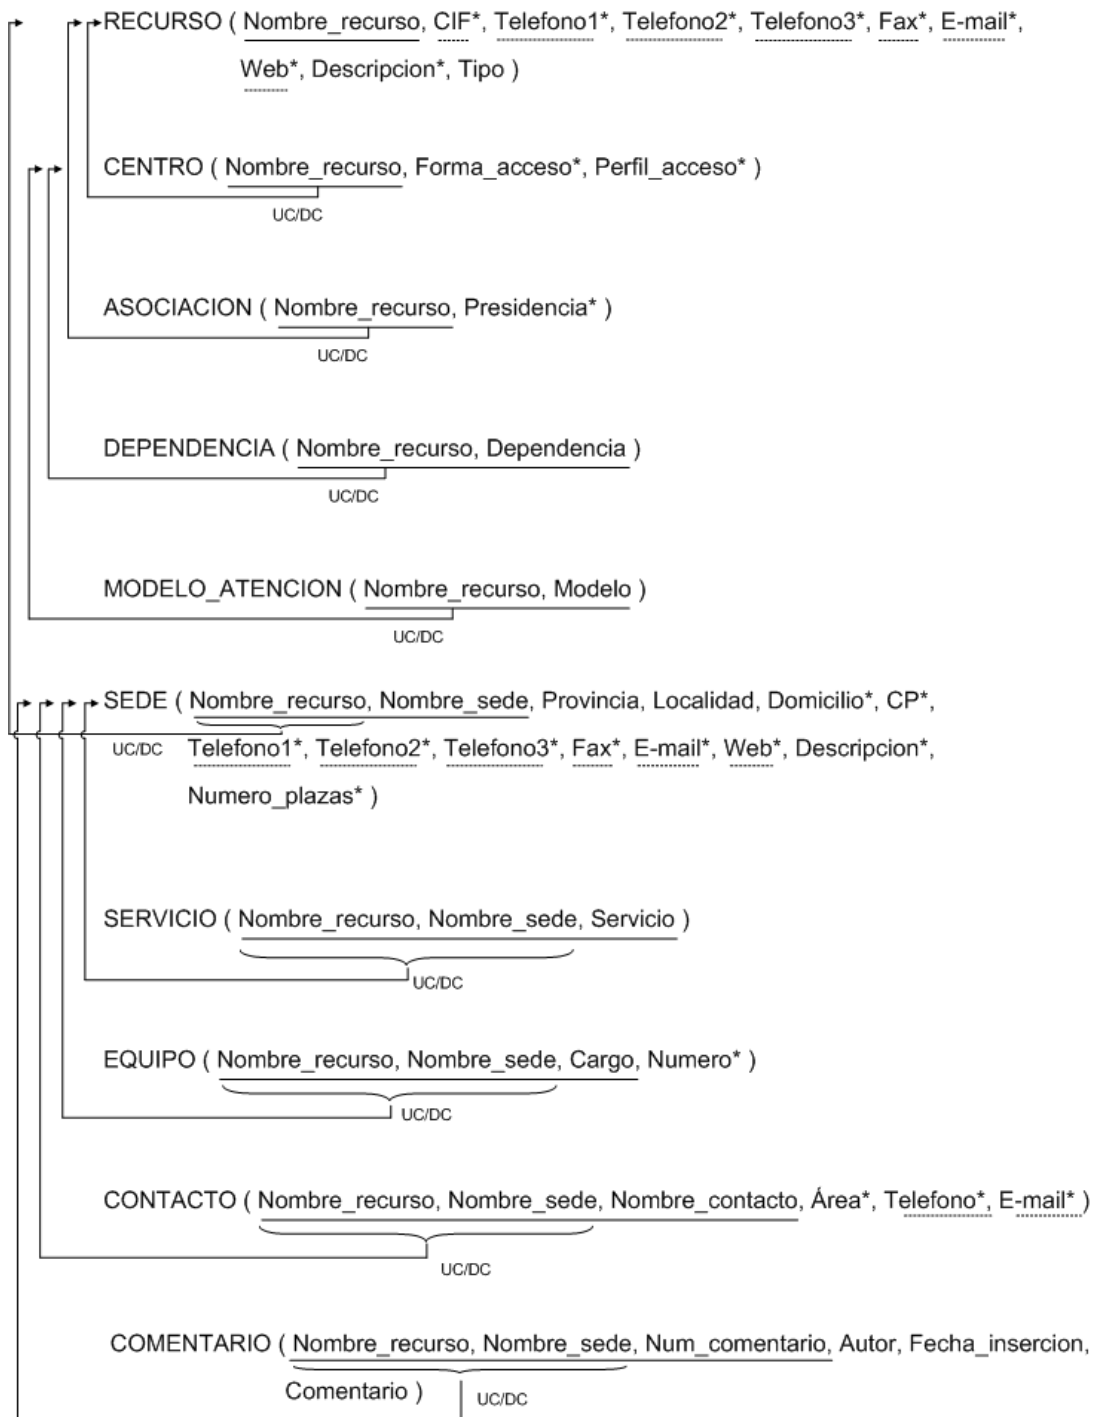 RECURSO ( Nombre_recurso, CIF*, Telefono1*, Telefono2*, Telefono3*, Fax*, E-mail*,
Web*, Descripcion*, Tipo )
CENTRO ( Nombre_recurso, Forma_acceso*, Perfil_acceso* )
UC/DC
ASOCIACION ( Nombre_recurso, Presidencia* )
UC/DC
DEPENDENCIA ( Nombre_recurso, Dependencia )
UC/DC
MODELO_ATENCION ( Nombre_recurso, Modelo )
UC/DC
SEDE ( Nombre_recurso, Nombre_sede, Provincia, Localidad, Domicilio*, CP*,
UC/DC Telefono1*, Telefono2*, Telefono3*, Fax*, E-mail*, Web*, Descripcion*,
Numero_plazas* )
SERVICIO ( Nombre_recurso, Nombre_sede, Servicio )
UC/DC
EQUIPO ( Nombre_recurso, Nombre_sede, Cargo, Numero* )
UC/DC
CONTACTO ( Nombre_recurso, Nombre_sede, Nombre_contacto, Área*, Telefono*, E-mail* )
UC/DC
COMENTARIO ( Nombre_recurso, Nombre_sede, Num_comentario, Autor, Fecha_insercion,
Comentario ) UC/DC